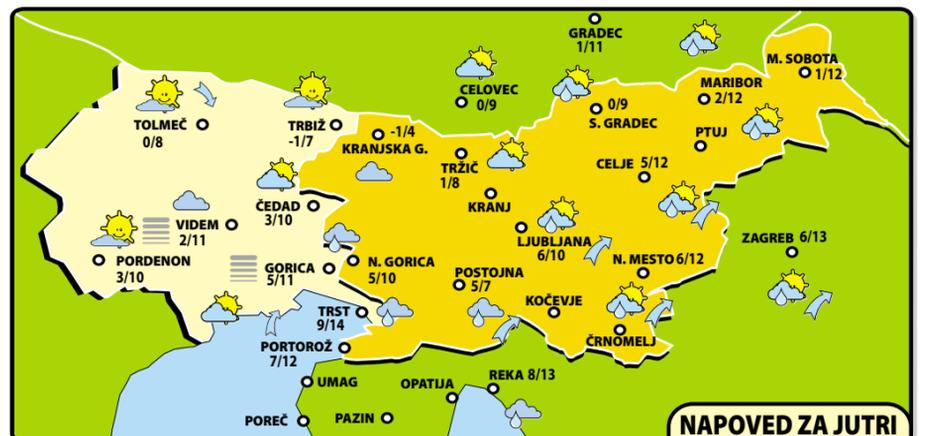 GRADEC
1/11
M. SOBOTA
1/12
CELOVEC
0/9
MARIBOR
2/12
0/9
S. GRADEC
TOLMEČ
0/8
TRBIŽ
-1/7
-1/4
KRANJSKA G.
PTUJ
TRŽIČ
1/8
CELJE 5/12
KRANJ
ČEDAD
3/10
VIDEM
2/11
LJUBLJANA
6/10
ZAGREB 6/13
PORDENON
3/10
GORICA
5/11
N. GORICA
5/10
POSTOJNA
5/7
N. MESTO 6/12
KOČEVJE
TRST
9/14
ČRNOMELJ
PORTOROŽ
7/12
UMAG
OPATIJA
REKA 8/13
POREČ
PAZIN
NAPOVED ZA JUTRI